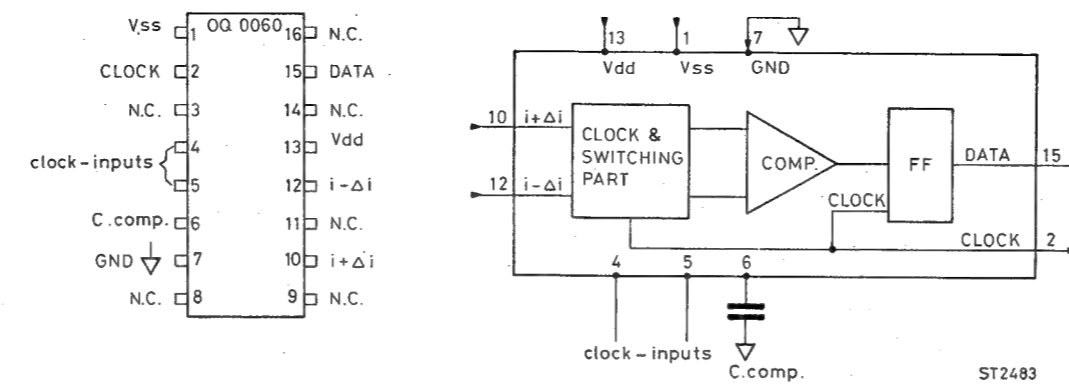 OQ 0060
Vss 1 16 N.C.
CLOCK 2 15 DATA
N.C. 3 14 N.C.
4 13 Vdd
clock-inputs
5 12 i-Δi
C.comp. 6 11 N.C.
GND 7 10 i+Δi
N.C. 8 9 N.C.
13 1 7
Vdd Vss GND
10 i+Δi
12 i-Δi
CLOCK &
SWITCHING
PART
COMP.
FF
DATA 15
CLOCK
CLOCK 2
4 5 6
clock-inputs
C.comp.
ST2483